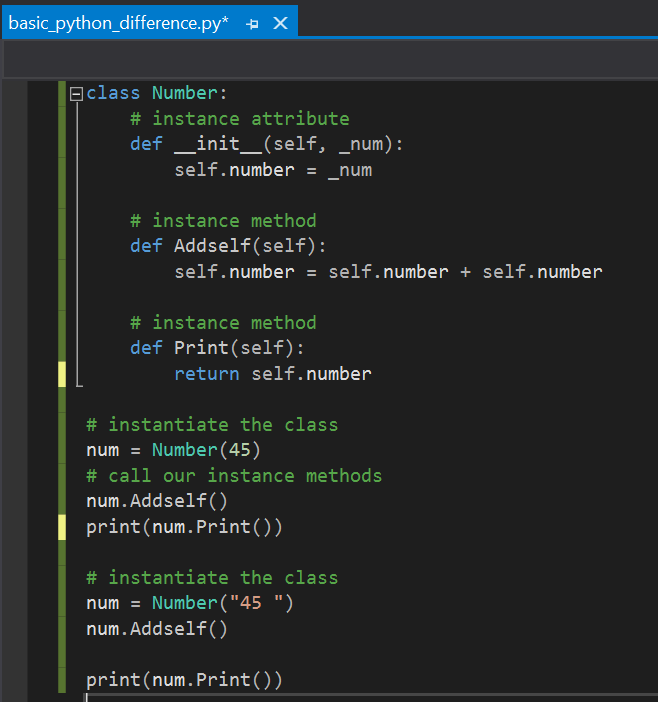 basic_python_difference.py*
class Number:
    # instance attribute
    def __init__(self, _num):
        self.number = _num

    # instance method
    def Addself(self):
        self.number = self.number + self.number

    # instance method
    def Print(self):
        return self.number

# instantiate the class
num = Number(45)
# call our instance methods
num.Addself()
print(num.Print())

# instantiate the class
num = Number("45 ")
num.Addself()

print(num.Print())